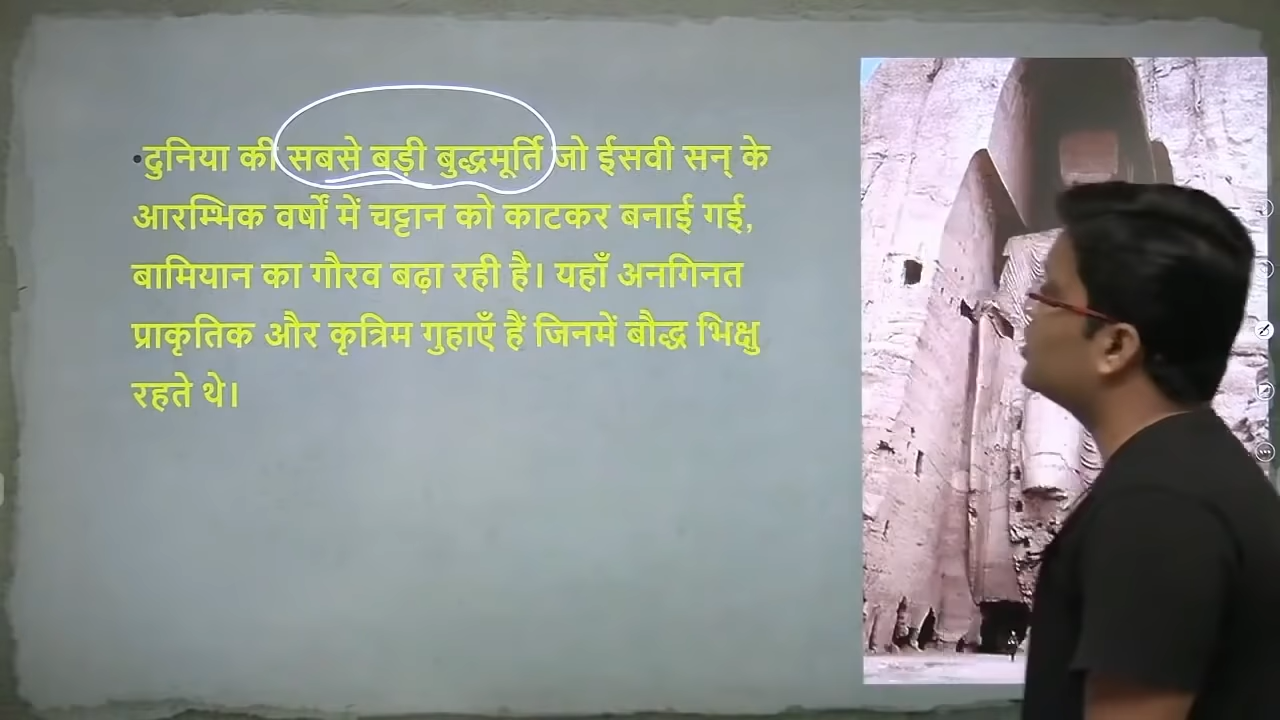 •दुनिया की सबसे बड़ी बुद्धमूर्ति जो ईसवी सन् के
आरम्भिक वर्षों में चट्टान को काटकर बनाई गई,
बामियान का गौरव बढ़ा रही है। यहाँ अनगिनत
प्राकृतिक और कृत्रिम गुहाएँ हैं जिनमें बौद्ध भिक्षु
रहते थे।